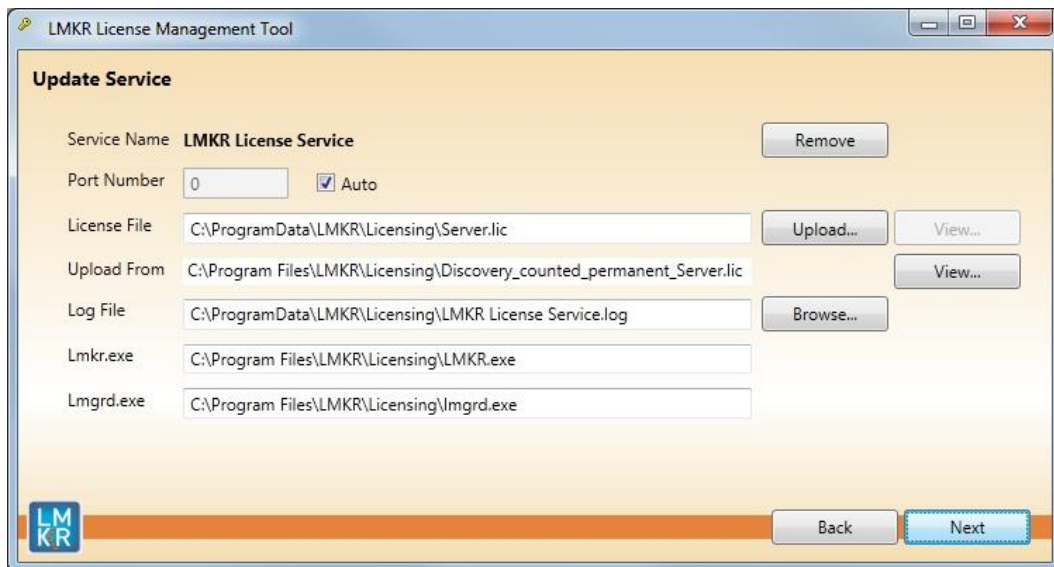 LMKR License Management Tool
Update Service
Service Name LMKR License Service Remove
Port Number 0 Auto
License File C:\ProgramData\LMKR\Licensing\Server.lic Upload... View...
Upload From C:\Program Files\LMKR\Licensing\Discovery_counted_permanent_Server.lic View...
Log File C:\ProgramData\LMKR\Licensing\LMKR License Service.log Browse...
Lmkr.exe C:\Program Files\LMKR\Licensing\LMKR.exe
Lmgrd.exe C:\Program Files\LMKR\Licensing\lmgrd.exe
LM
KR
Back Next